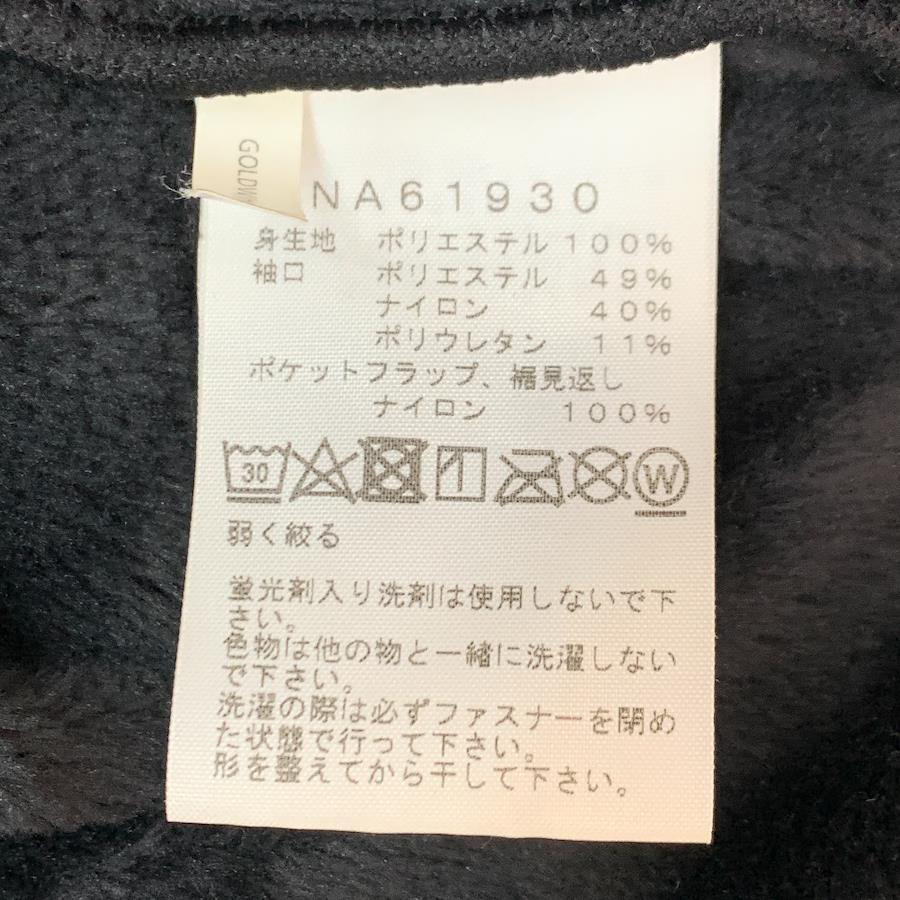 GOLDW
NA61930
身生地 ポリエステル 100%
袖口 ポリエステル 49%
ナイロン 40%
ポリウレタン 11%
ポケットフラップ、裾見返し
ナイロン 100%
30
W
弱く絞る
蛍光剤入り洗剤は使用しないで下
さい。
色物は他の物と一緒に洗濯しない
で下さい。
洗濯の際は必ずファスナーを閉め
た状態で行って下さい。
形を整えてから干して下さい。